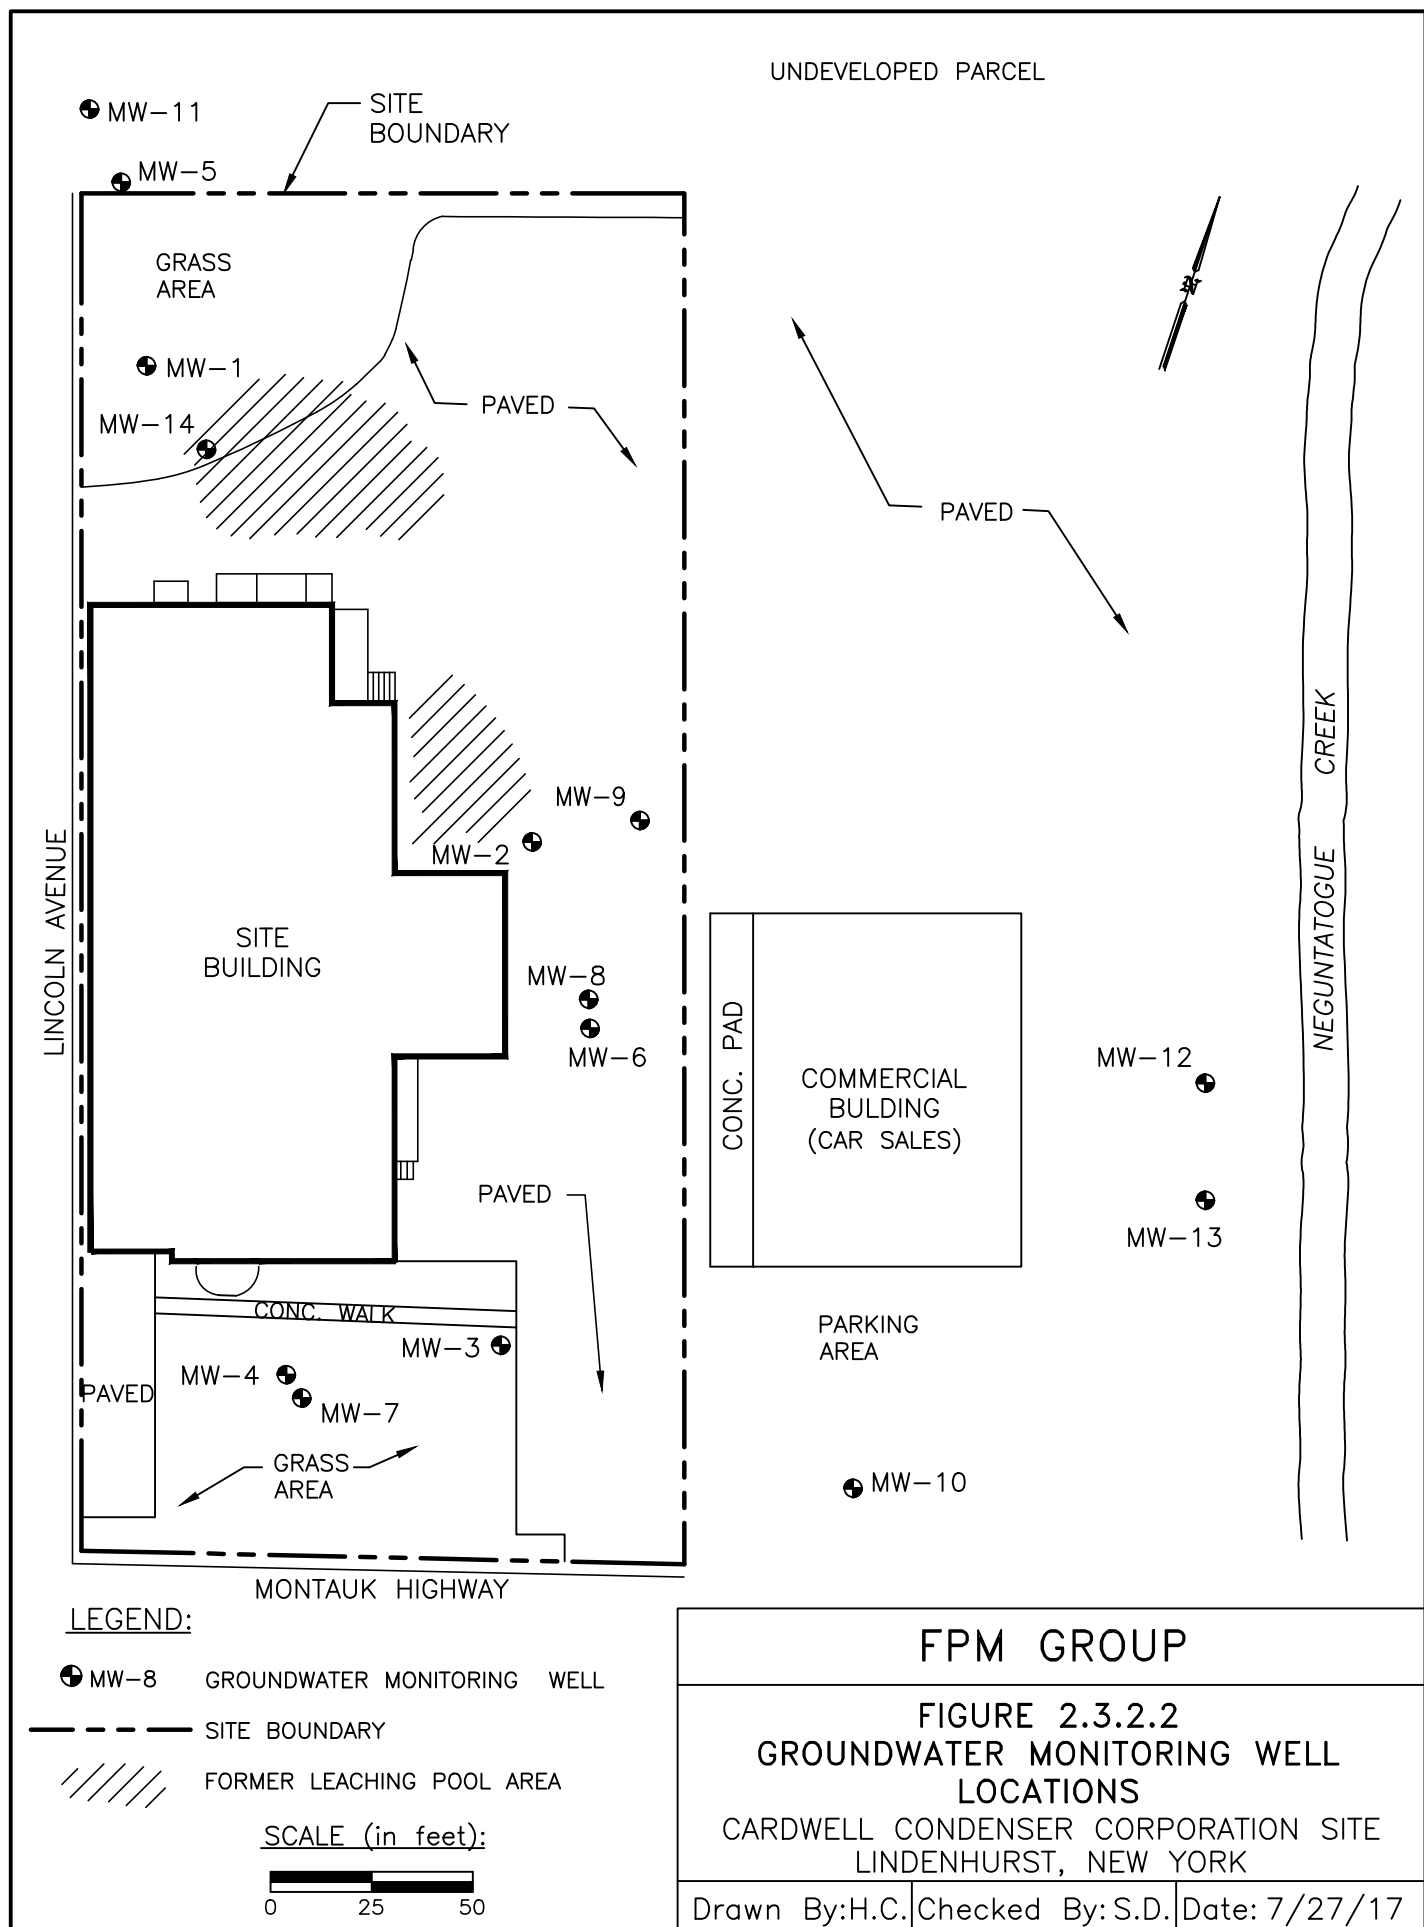 UNDEVELOPED PARCEL
MW-11
SITE
BOUNDARY
MW-5
GRASS
AREA
N
MW-1
PAVED
MW-14
PAVED
NEGUNTATOGUE CREEK
MW-9
MW-2
LINCOLN AVENUE
SITE
BUILDING
MW-8
MW-6
CONC. PAD
COMMERCIAL
BULDING
(CAR SALES)
MW-12
MW-13
PAVED
CONC. WALK
MW-3
PARKING
AREA
MW-4
PAVED
MW-7
GRASS
AREA
MW-10
MONTAUK HIGHWAY
LEGEND:
MW-8 GROUNDWATER MONITORING WELL
SITE BOUNDARY
FORMER LEACHING POOL AREA
SCALE (in feet):
0 25 50
FPM GROUP
FIGURE 2.3.2.2
GROUNDWATER MONITORING WELL
LOCATIONS
CARDWELL CONDENSER CORPORATION SITE
LINDENHURST, NEW YORK
Drawn By:H.C. Checked By: S.D. Date: 7/27/17